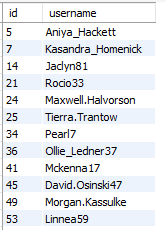 id username
5 Aniya_Hackett
7 Kasandra_Homenick
14 Jaclyn81
21 Rocio33
24 Maxwell.Halvorson
25 Tierra.Trantow
34 Pearl7
36 Ollie_Ledner37
41 Mckenna17
45 David.Osinski47
49 Morgan.Kassulke
53 Linnea59